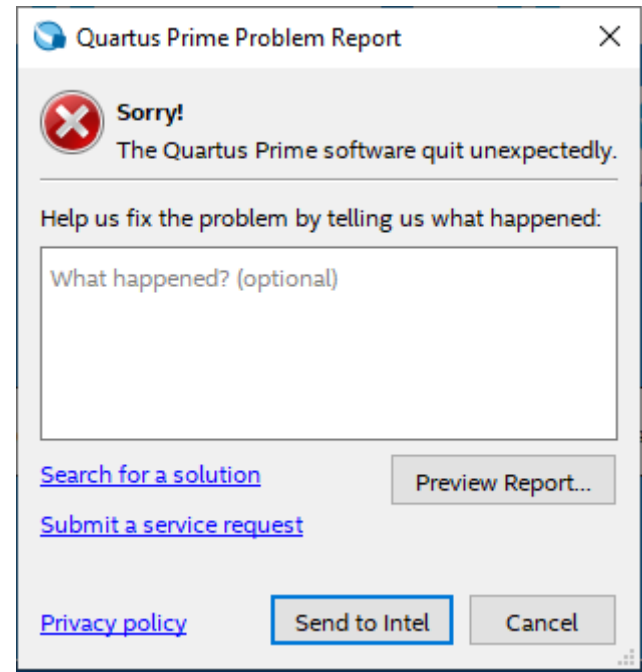 Quartus Prime Problem Report
Sorry!
The Quartus Prime software quit unexpectedly.
Help us fix the problem by telling us what happened:
What happened? (optional)
Search for a solution
Preview Report...
Submit a service request
Privacy policy
Send to Intel
Cancel